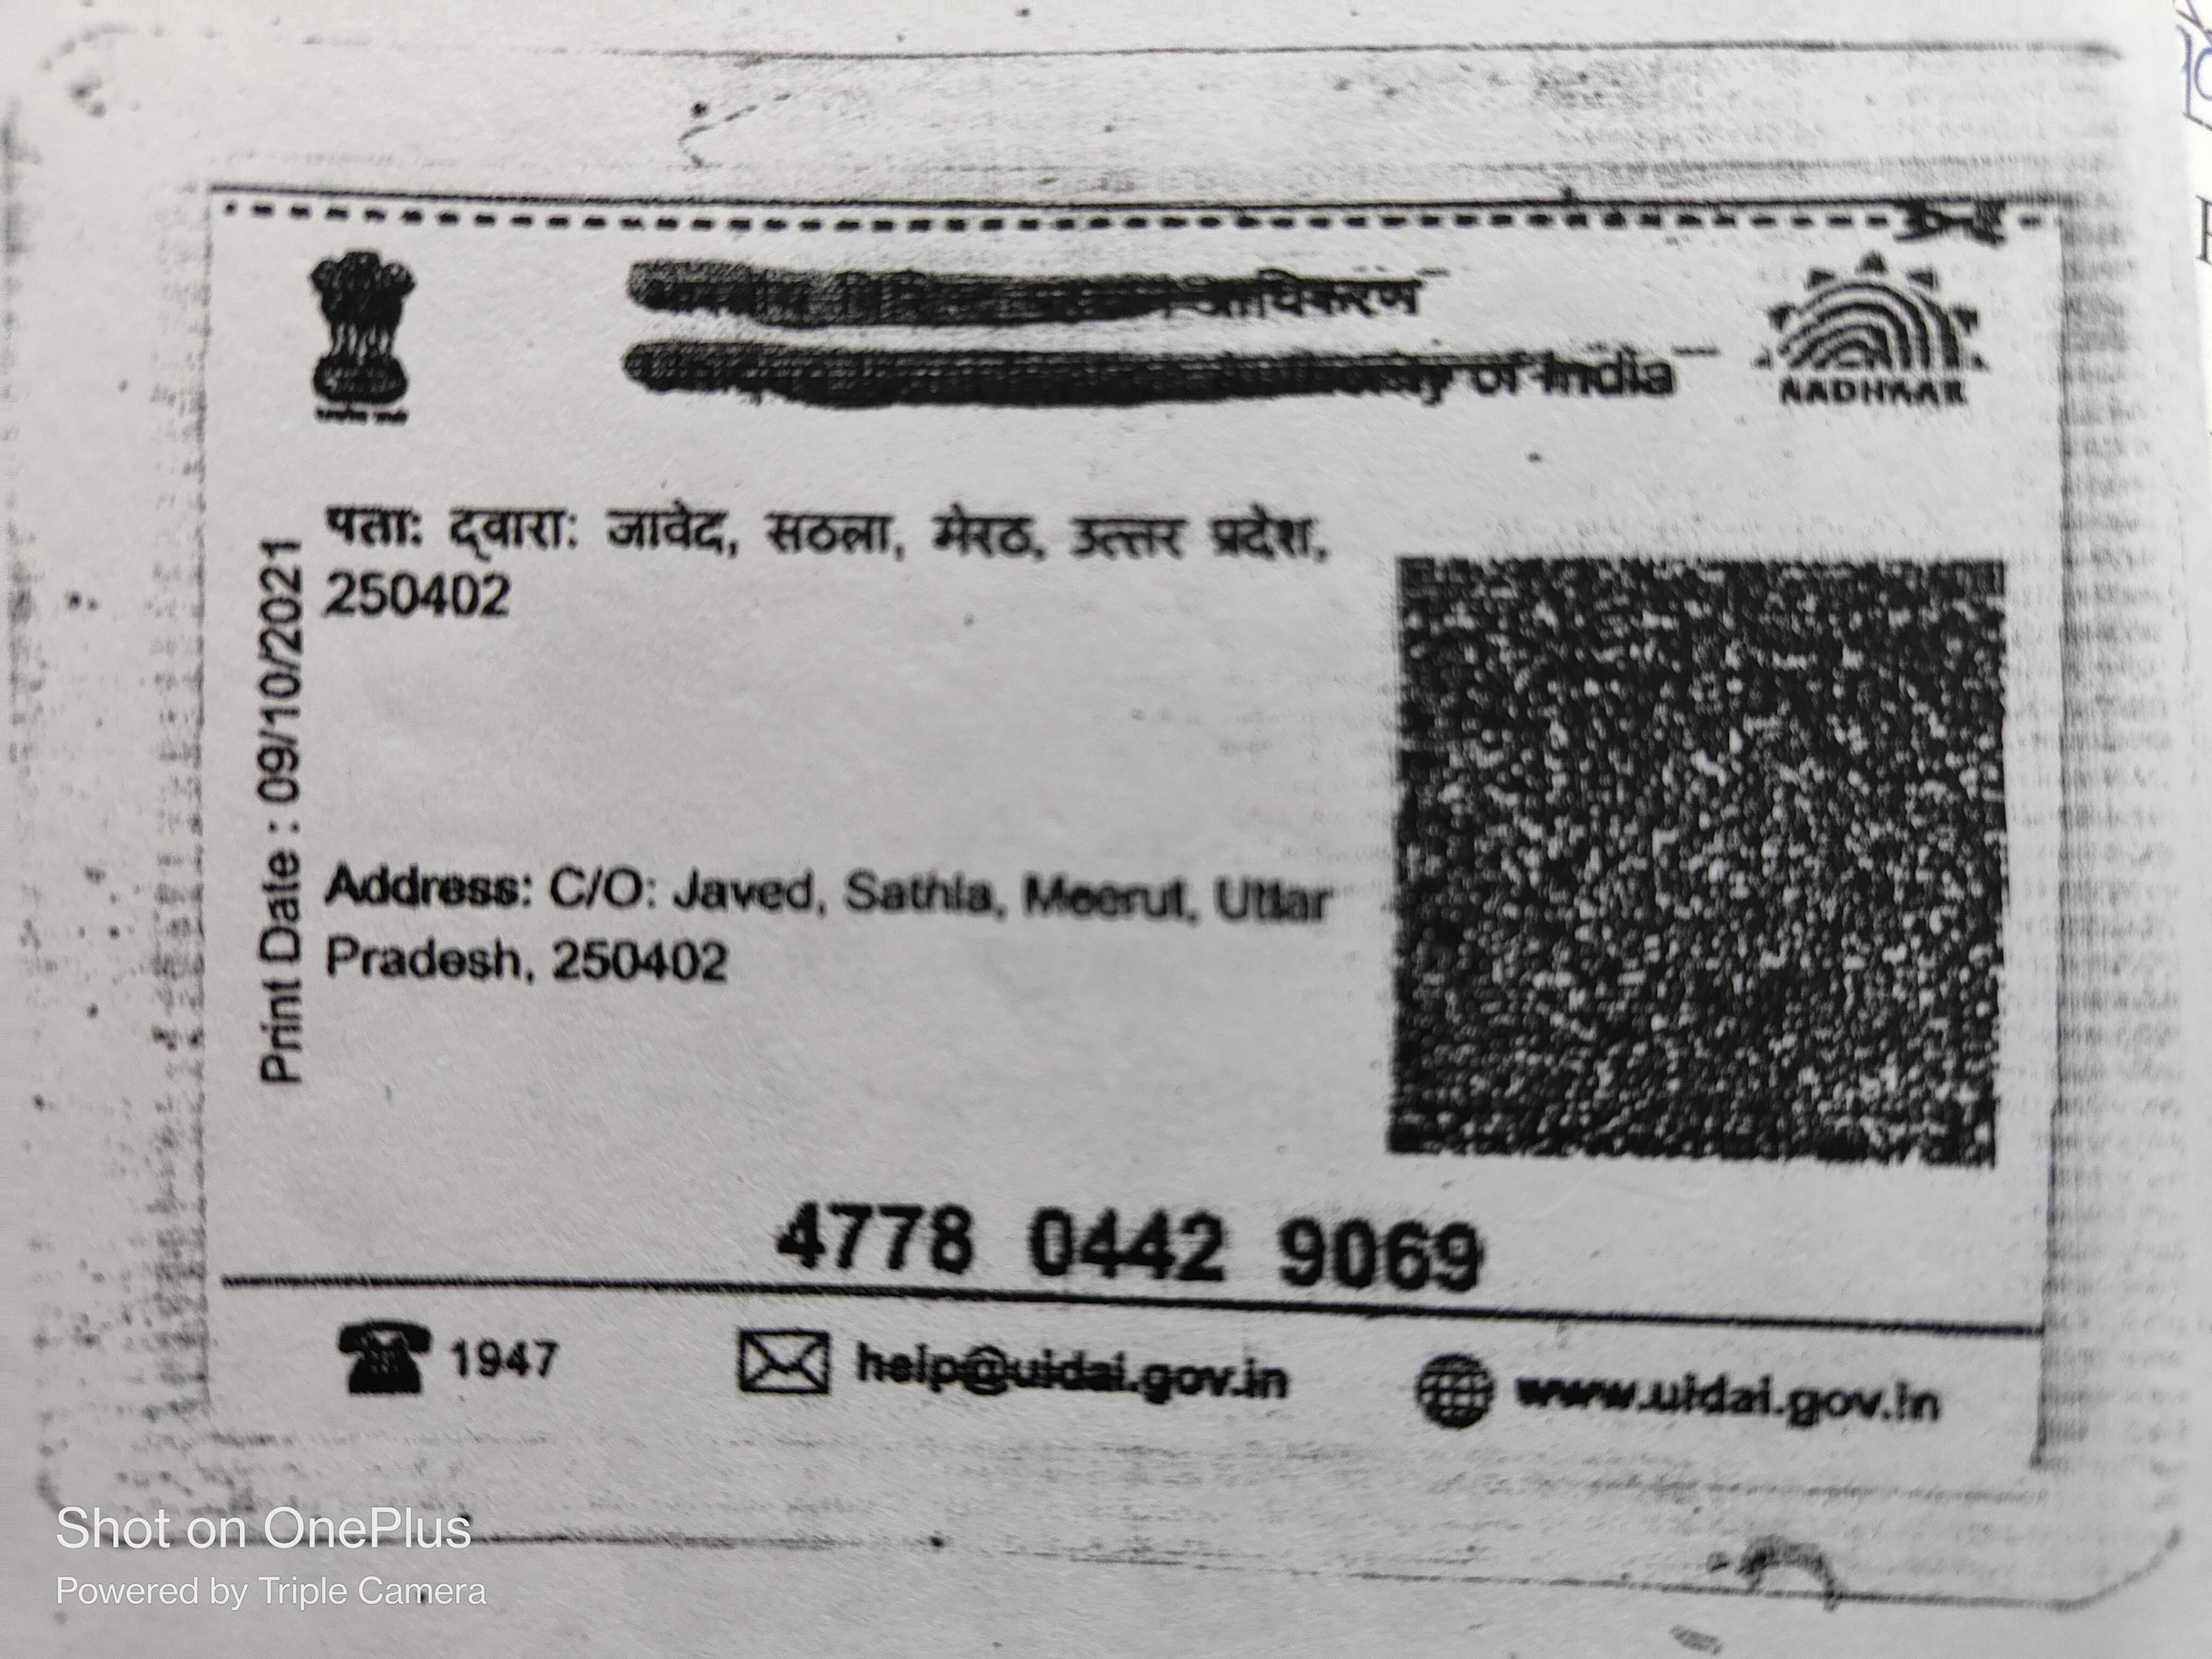 आधिकरण
of India
AADHAAR
Print Date : 09/10/2021
पता: द्वारा: जावेद, सठला, मेरठ, उत्तर प्रदेश,
250402
Address: C/O: Javed, Sathla, Meerut, Uttar
Pradesh, 250402
4778 0442 9069
1947
help@uidai.gov.in
www.uidai.gov.in
Shot on OnePlus
Powered by Triple Camera